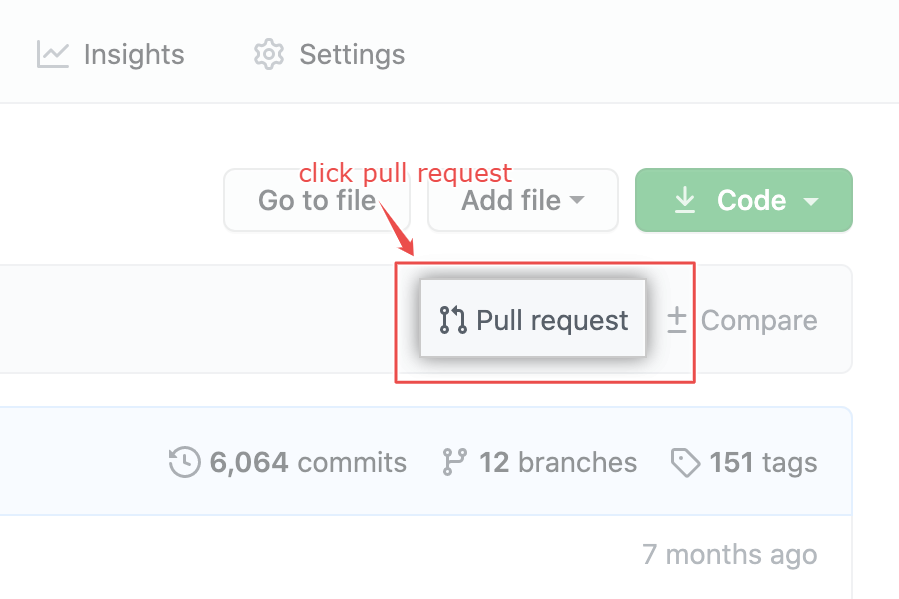 Insights Settings
click pull request
Go to file Add file Code
Pull request Compare
6,064 commits 12 branches 151 tags
7 months ago